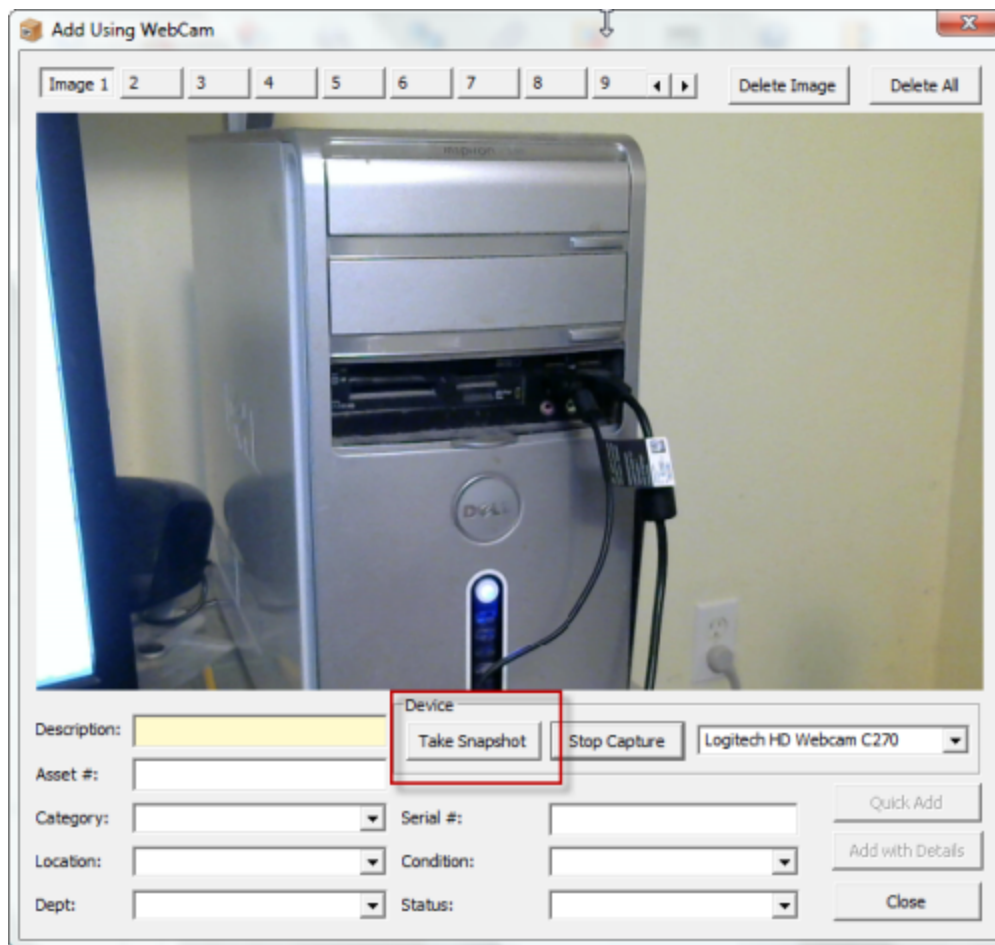 Add Using WebCam
Image 1 2 3 4 5 6 7 8 9 Delete Image Delete All
inspiron
DELL
Device
Description: Take Snapshot Stop Capture Logitech HD Webcam C270
Asset #:
Category: Serial #: Quick Add
Location: Condition: Add with Details
Dept: Status: Close